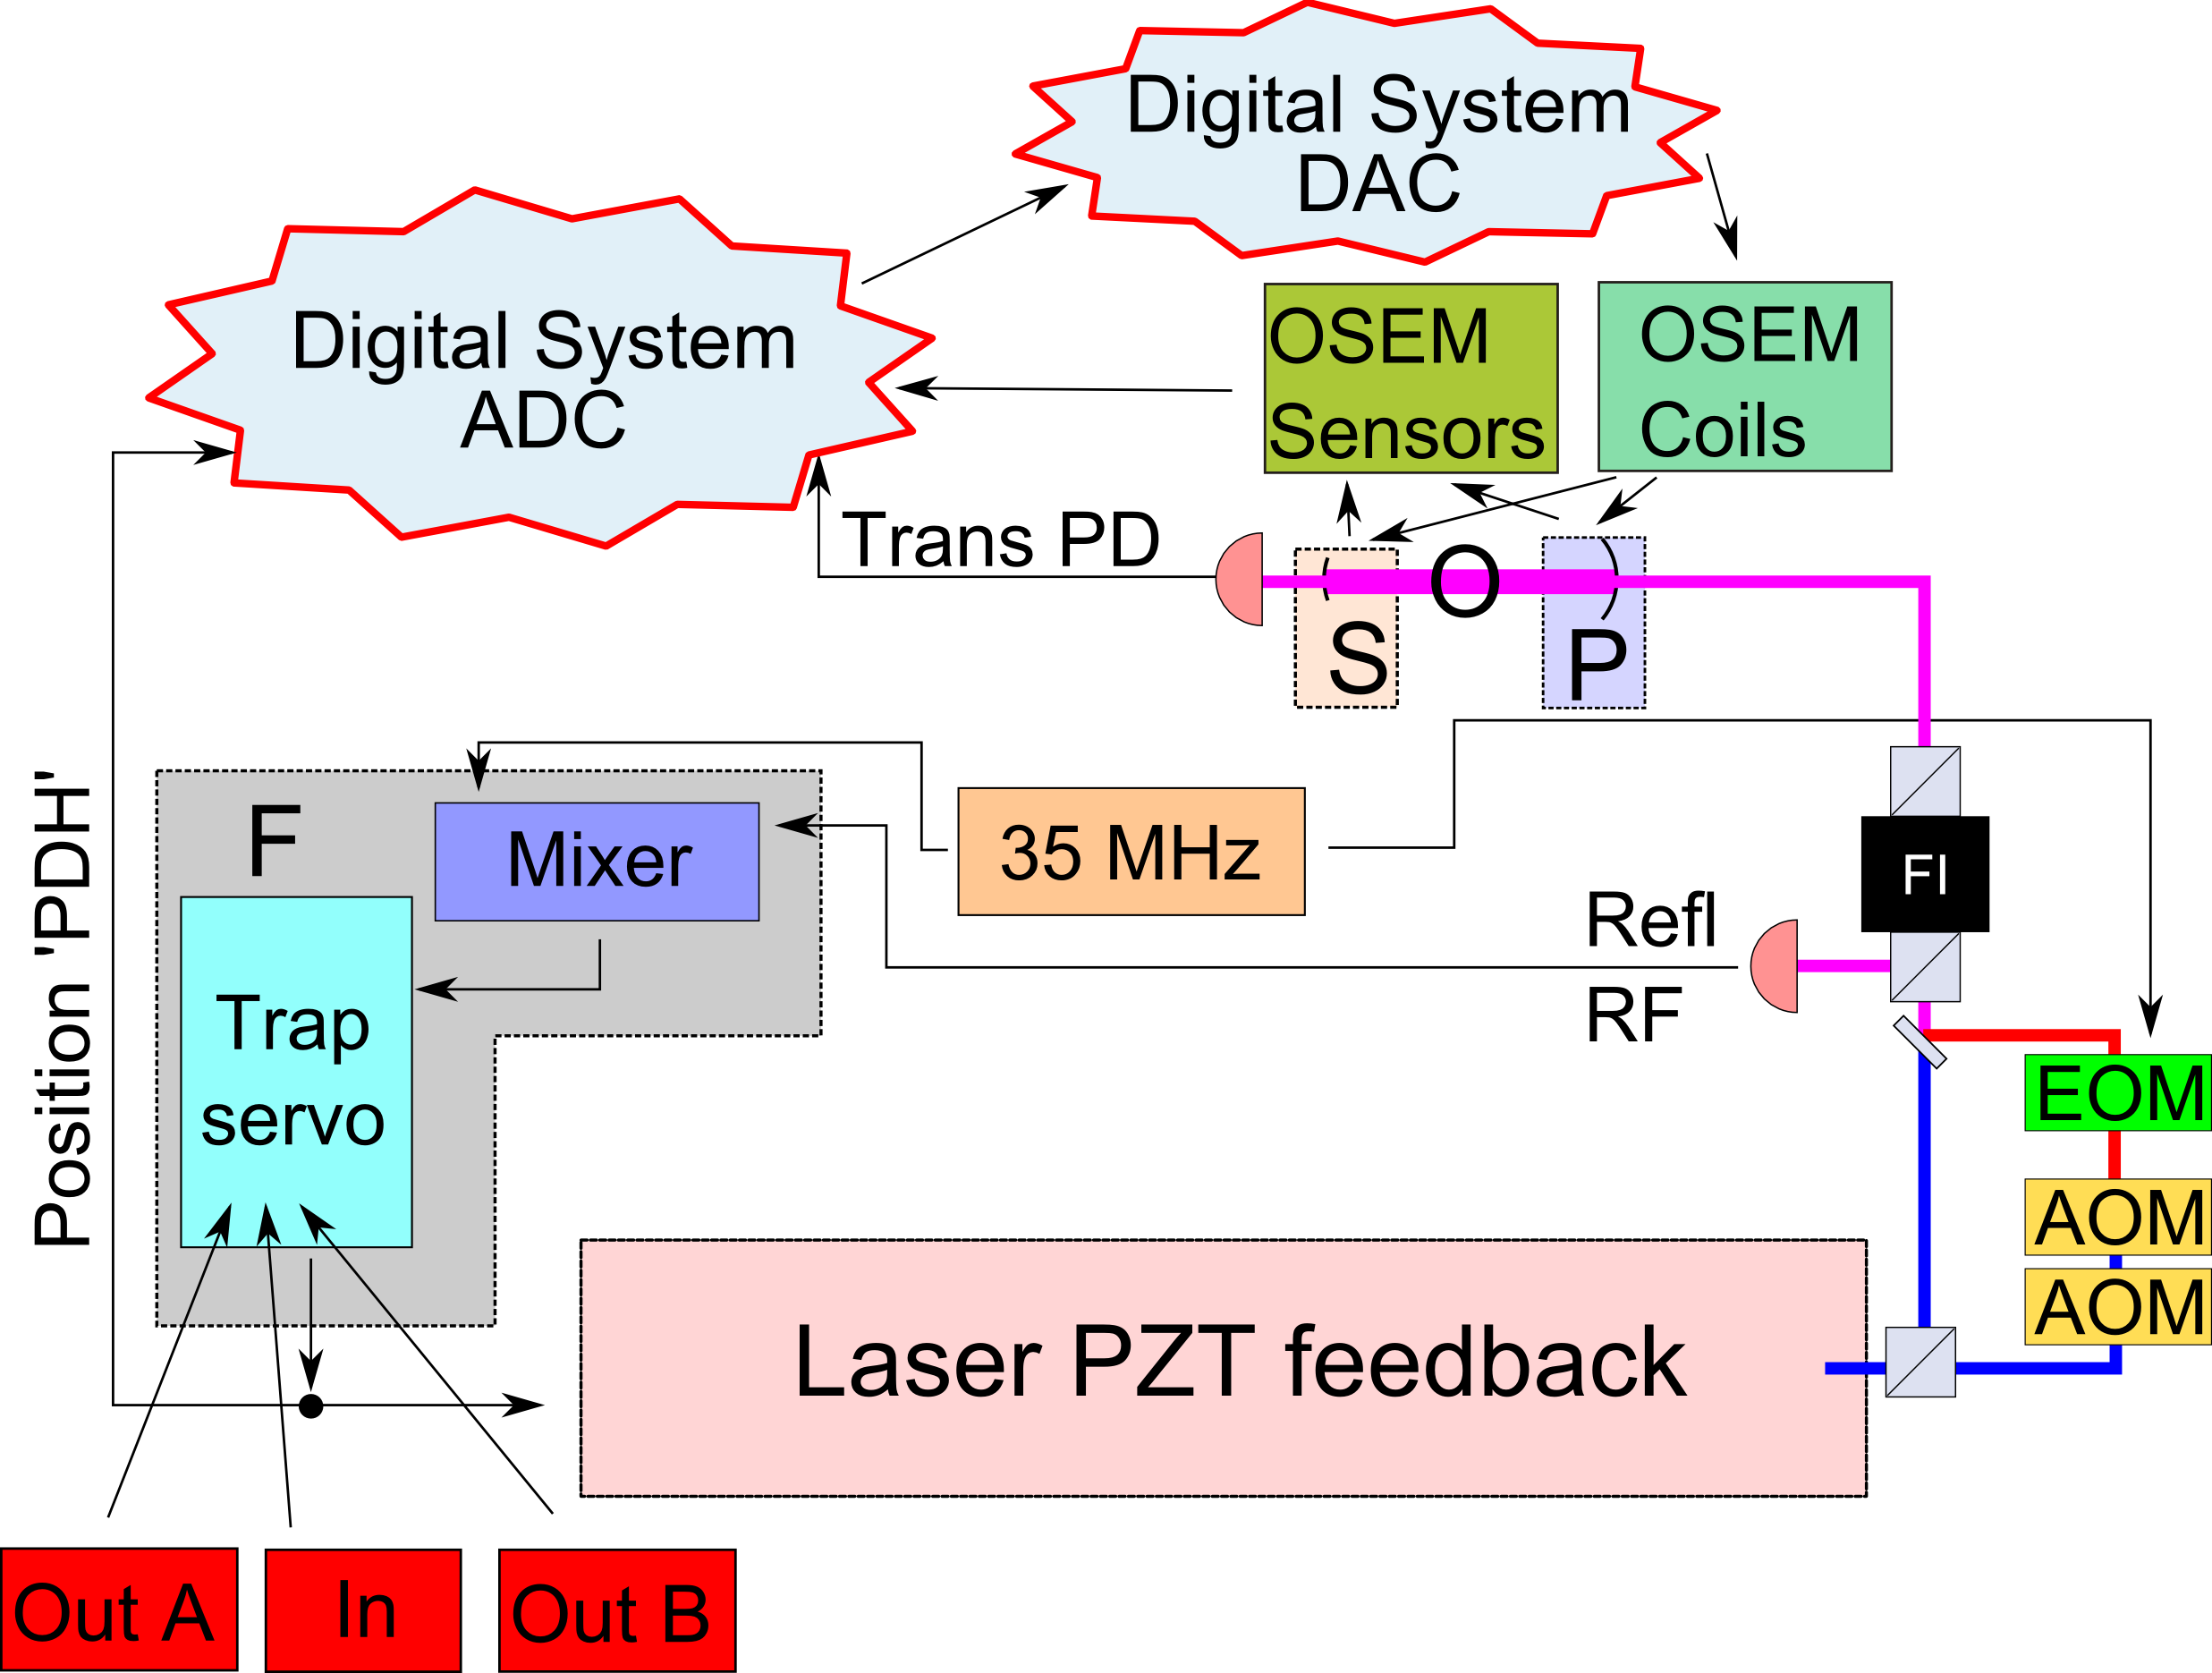 Digital System
DAC
Digital System
ADC
OSEM
Sensors
OSEM
Coils
Trans PD
O
S
P
Position 'PDH'
F
Mixer
35 MHz
FI
Refl
RF
Trap
servo
EOM
AOM
AOM
Laser PZT feedback
Out A
In
Out B